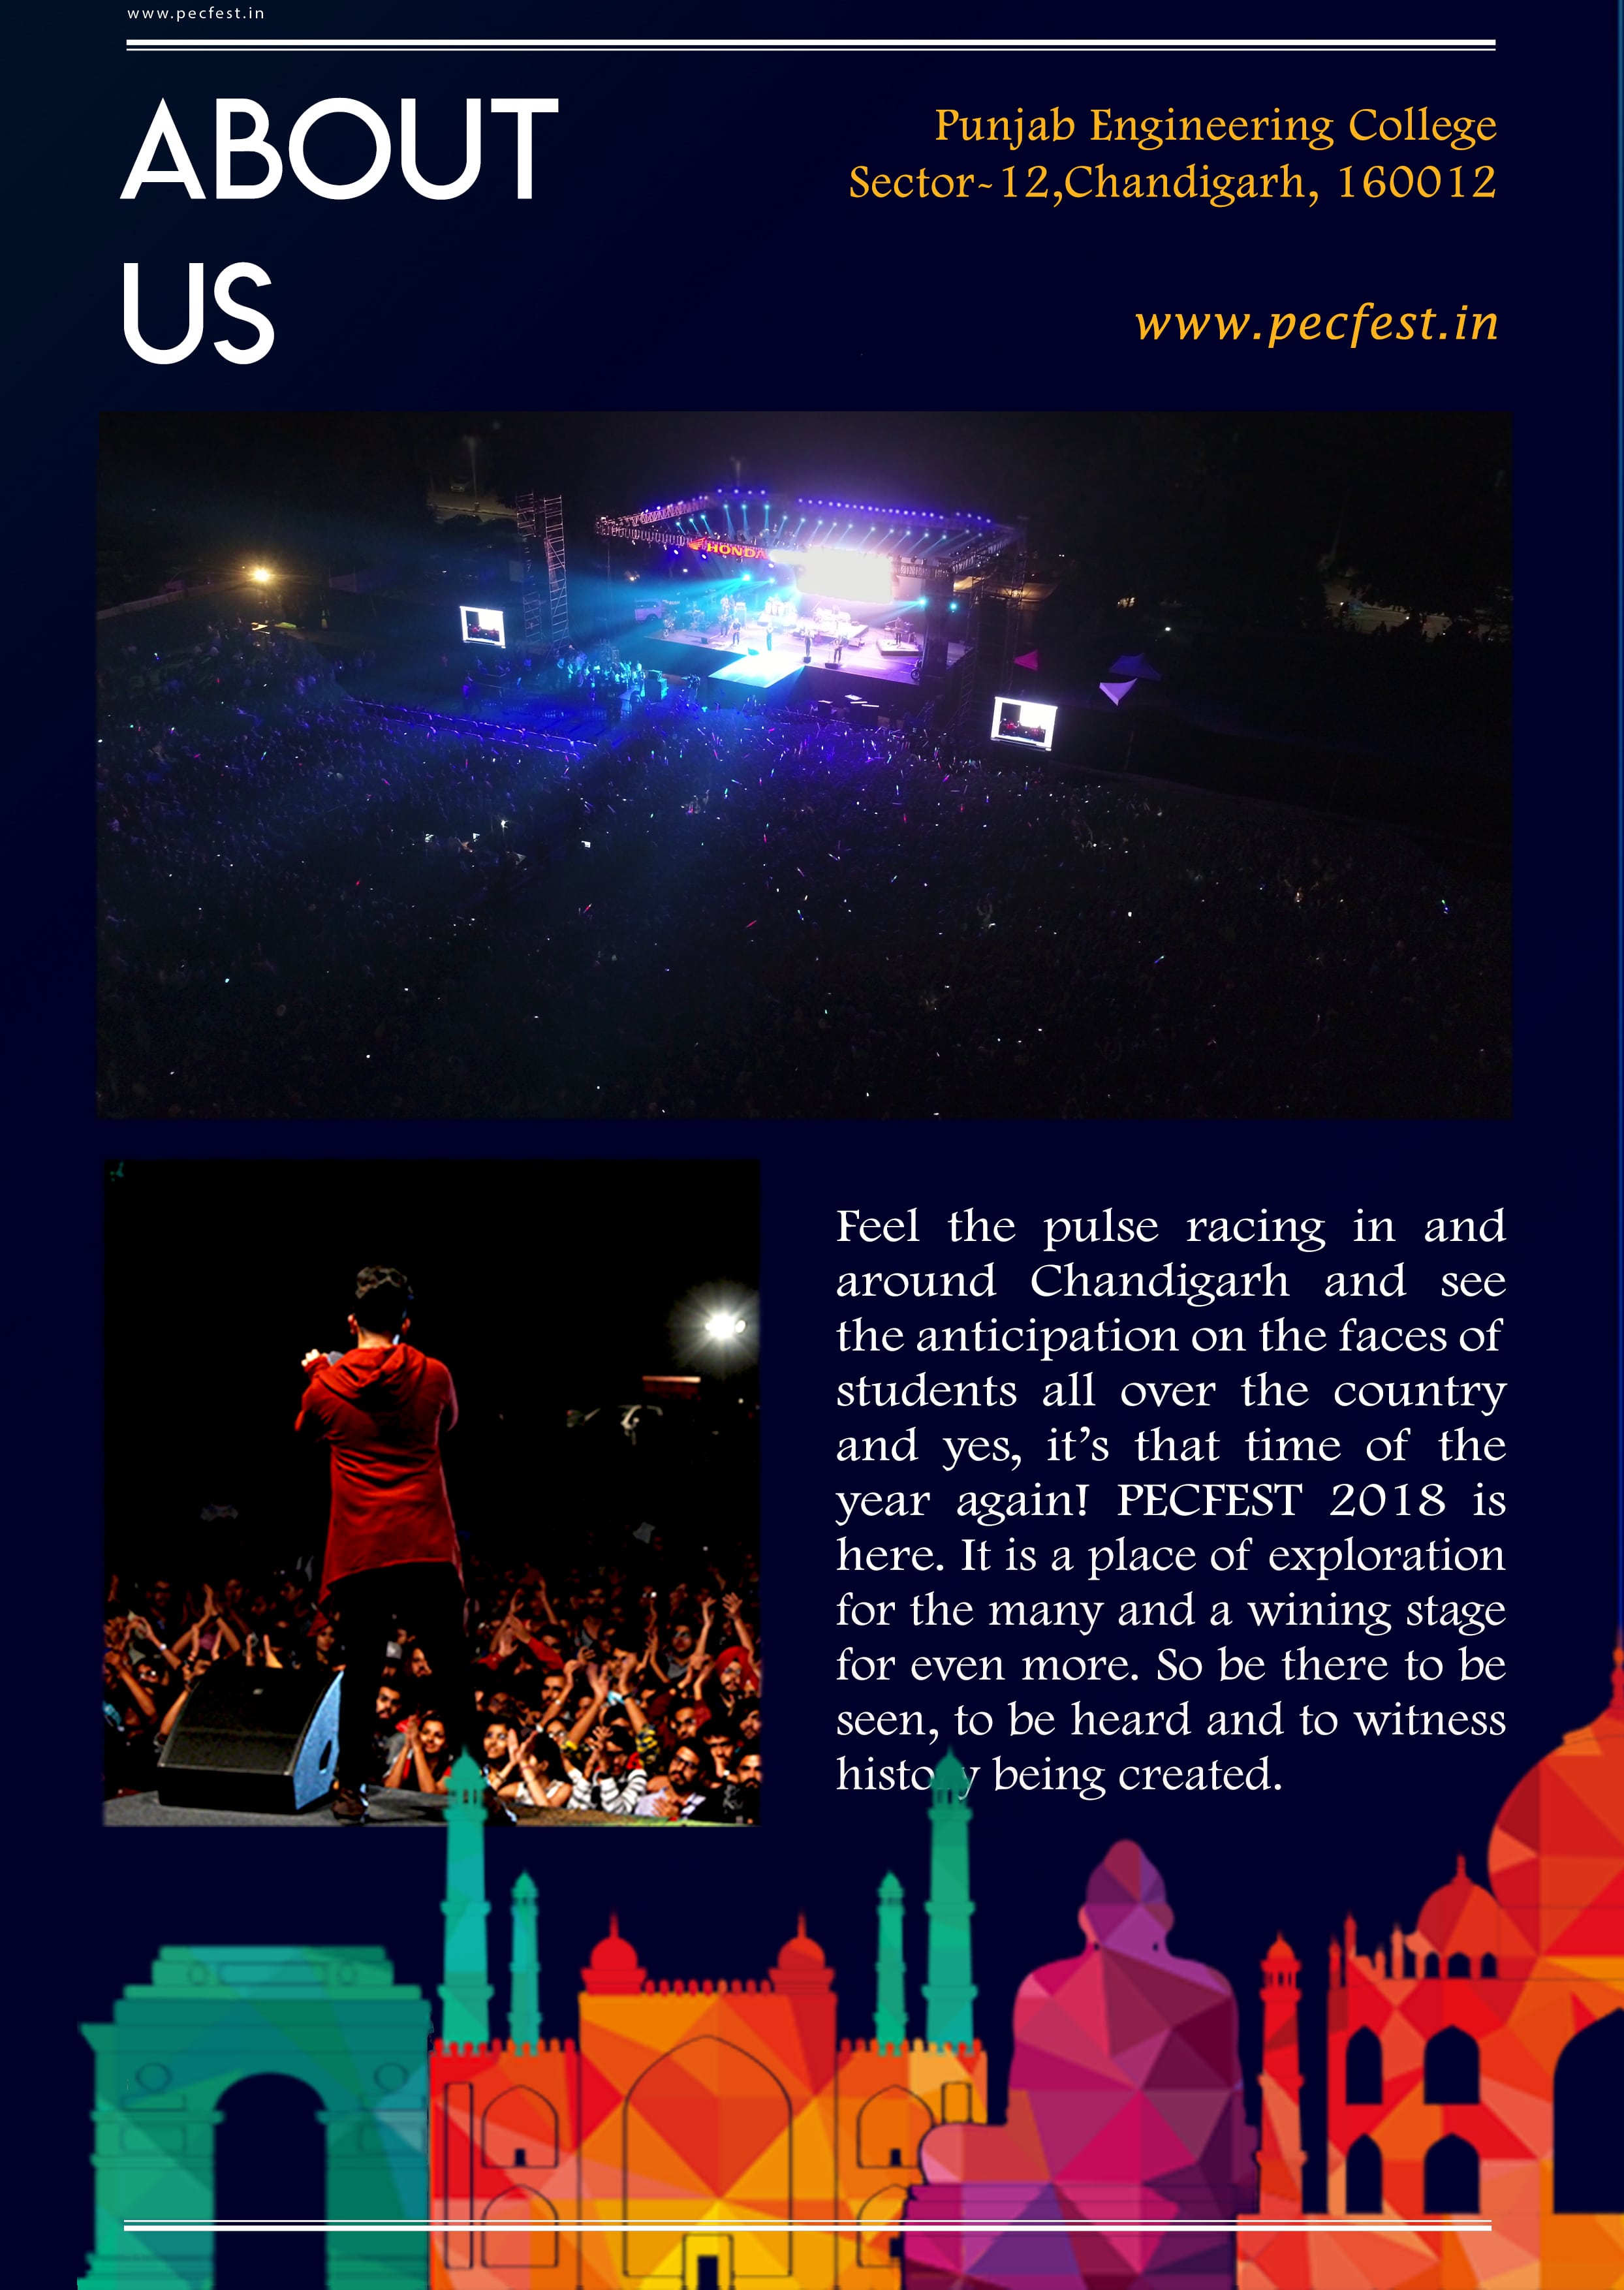 www.pecfest.in
ABOUT
US
Punjab Engineering College
Sector-12,Chandigarh, 160012
www.pecfest.in
HONDA
Feel the pulse racing in and
around Chandigarh and see
the anticipation on the faces of
students all over the country
and yes, it’s that time of the
year again! PECFEST 2018 is
here. It is a place of exploration
for the many and a wining stage
for even more. So be there to be
seen, to be heard and to witness
history being created.